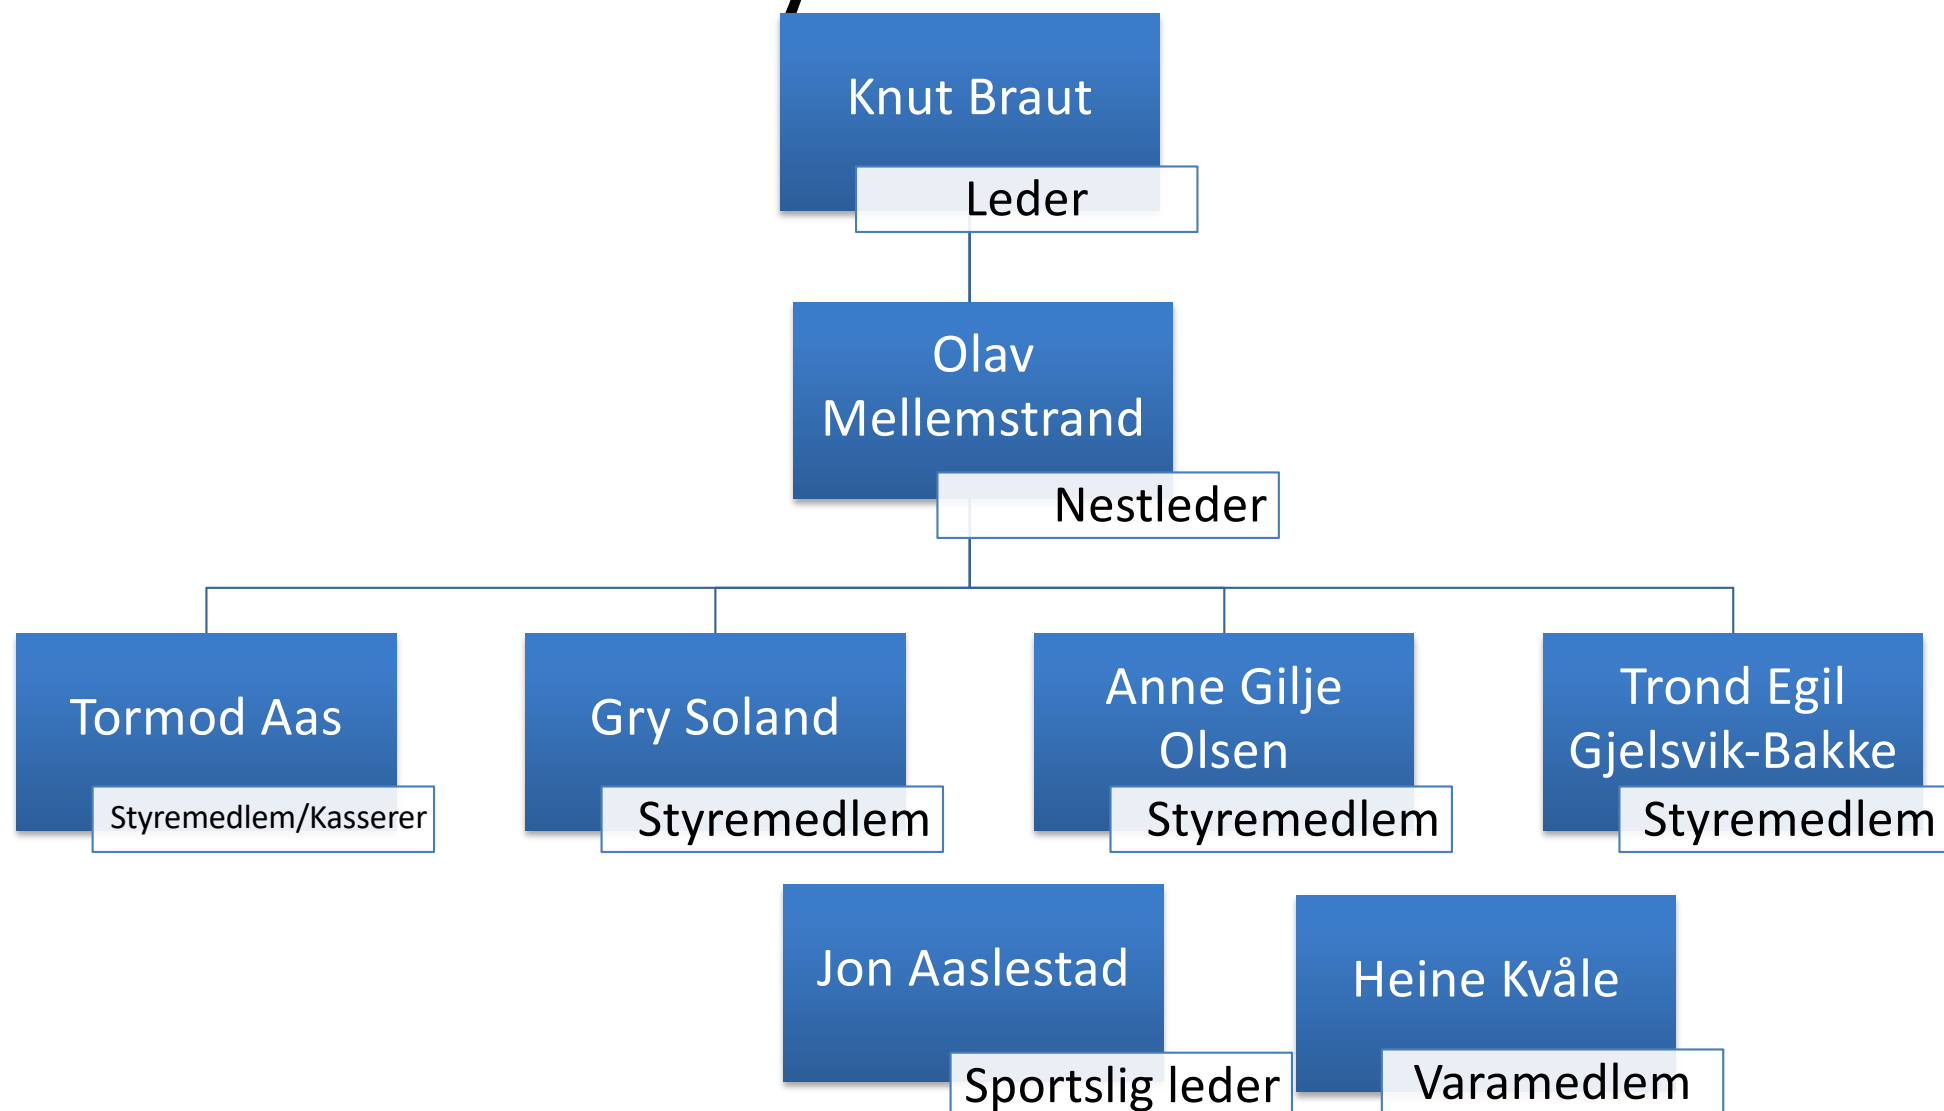 Knut Braut
Leder
Olav
Mellemstrand
Nestleder
Tormod Aas
Styremedlem/Kasserer
Gry Soland
Styremedlem
Anne Gilje
Olsen
Styremedlem
Trond Egil
Gjelsvik-Bakke
Styremedlem
Jon Aaslestad
Sportslig leder
Heine Kvåle
Varamedlem